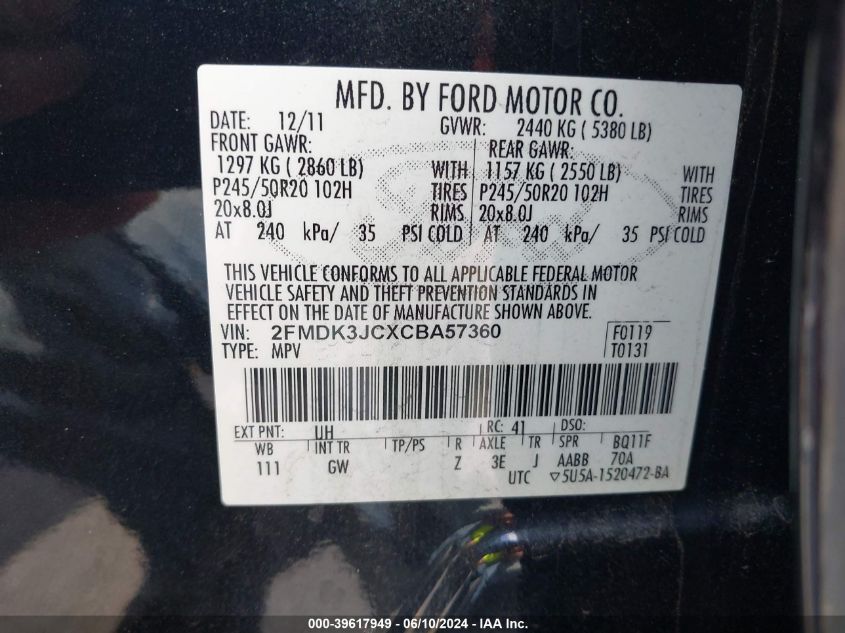 MFD. BY FORD MOTOR CO.
DATE: 12/11 GVWR: 2440 KG ( 5380 LB)
FRONT GAWR: REAR GAWR:
1297 KG ( 2860 LB) WITH 1157 KG ( 2550 LB) WITH
P245/50R20 102H TIRES P245/50R20 102H TIRES
20x8.0J RIMS 20x8.0J RIMS
AT 240 kPa/ 35 PSI COLD AT 240 kPa/ 35 PSI COLD
THIS VEHICLE CONFORMS TO ALL APPLICABLE FEDERAL MOTOR
VEHICLE SAFETY AND THEFT PREVENTION STANDARDS IN
EFFECT ON THE DATE OF MANUFACTURE SHOWN ABOVE.
VIN: 2FMDK3JCXCBA57360 F0119
TYPE: MPV T0131
EXT PNT: UH RC: 41 DSO:
WB INT TR TP/PS R AXLE TR SPR BQ11F
111 GW Z 3E J AABB 70A
UTC ▽5U5A-1520472-BA
000-39617949 - 06/10/2024 - IAA Inc.